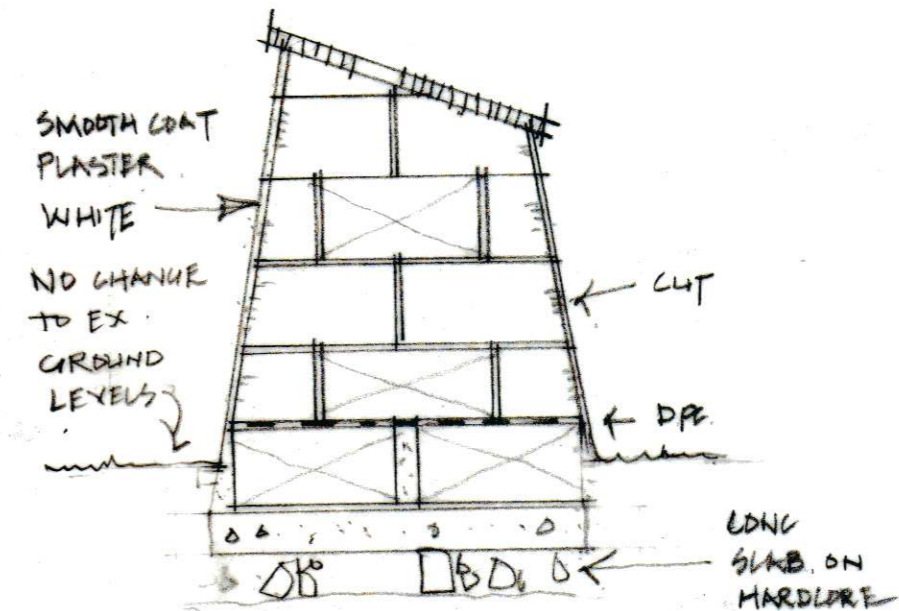 SMOOTH COAT
PLASTER
WHITE
NO CHANGE
TO EX.
GROUND
LEVELS
CUT
DPC
CONC
SLAB. ON
HARDCORE